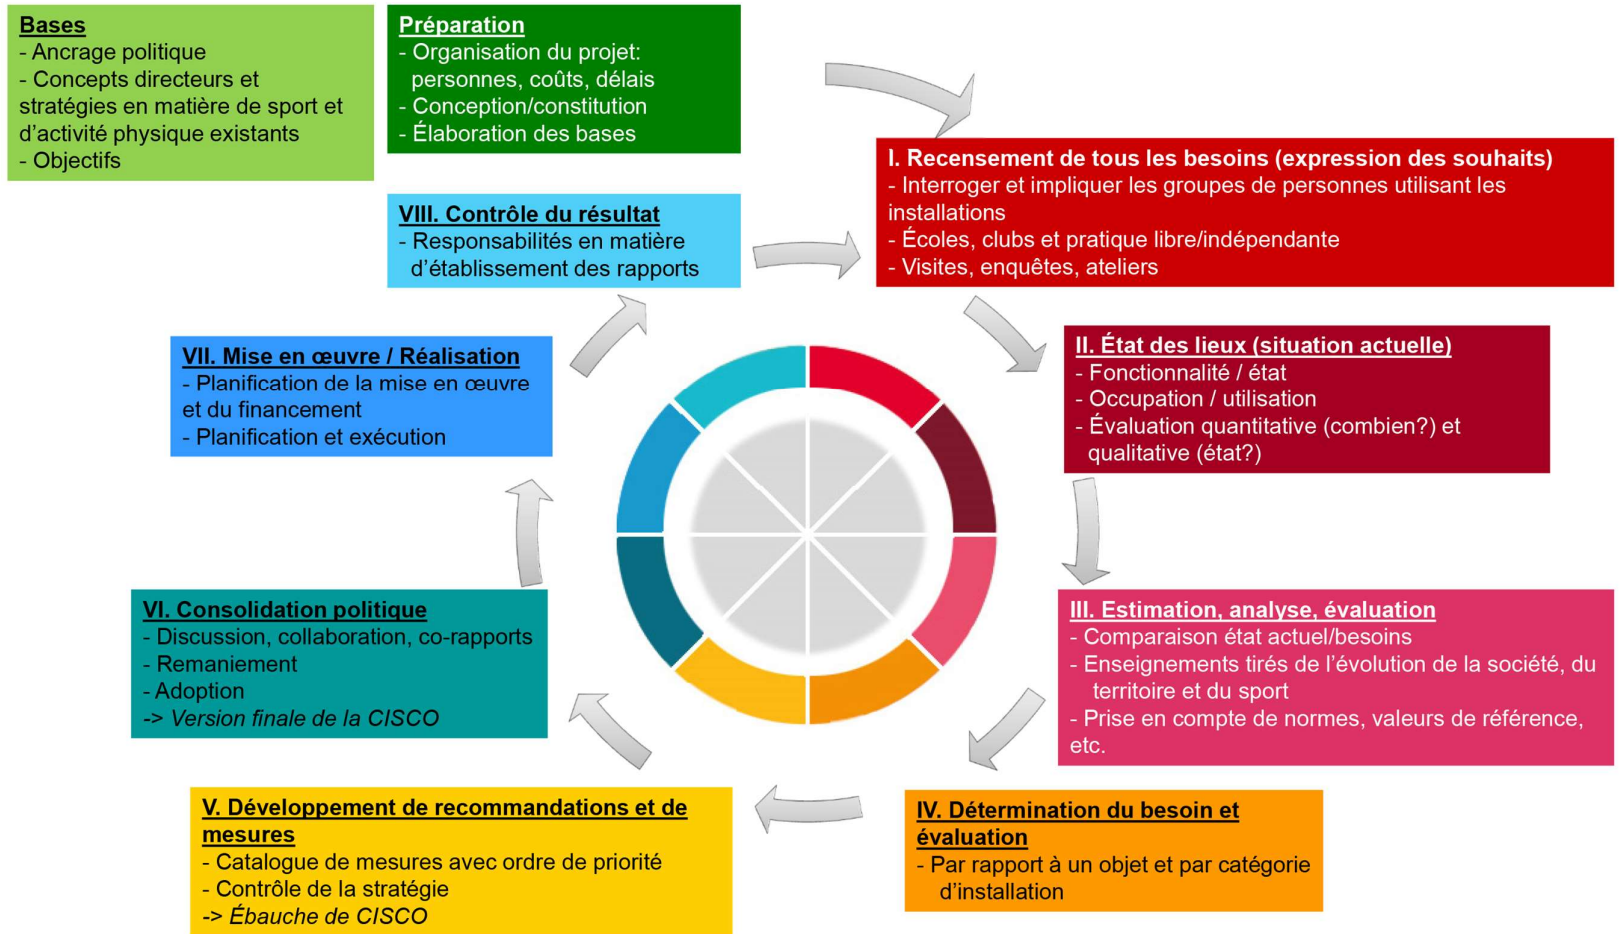 Bases
- Ancrage politique
- Concepts directeurs et
stratégies en matière de sport et
d’activité physique existants
- Objectifs
Préparation
- Organisation du projet:
personnes, coûts, délais
- Conception/constitution
- Élaboration des bases
I. Recensement de tous les besoins (expression des souhaits)
- Interroger et impliquer les groupes de personnes utilisant les
installations
- Écoles, clubs et pratique libre/indépendante
- Visites, enquêtes, ateliers
II. État des lieux (situation actuelle)
- Fonctionnalité / état
- Occupation / utilisation
- Évaluation quantitative (combien?) et
qualitative (état?)
III. Estimation, analyse, évaluation
- Comparaison état actuel/besoins
- Enseignements tirés de l’évolution de la société, du
territoire et du sport
- Prise en compte de normes, valeurs de référence,
etc.
IV. Détermination du besoin et
évaluation
- Par rapport à un objet et par catégorie
d’installation
V. Développement de recommandations et de
mesures
- Catalogue de mesures avec ordre de priorité
- Contrôle de la stratégie
-> Ébauche de CISCO
VI. Consolidation politique
- Discussion, collaboration, co-rapports
- Remaniement
- Adoption
-> Version finale de la CISCO
VII. Mise en œuvre / Réalisation
- Planification de la mise en œuvre
et du financement
- Planification et exécution
VIII. Contrôle du résultat
- Responsabilités en matière
d’établissement des rapports